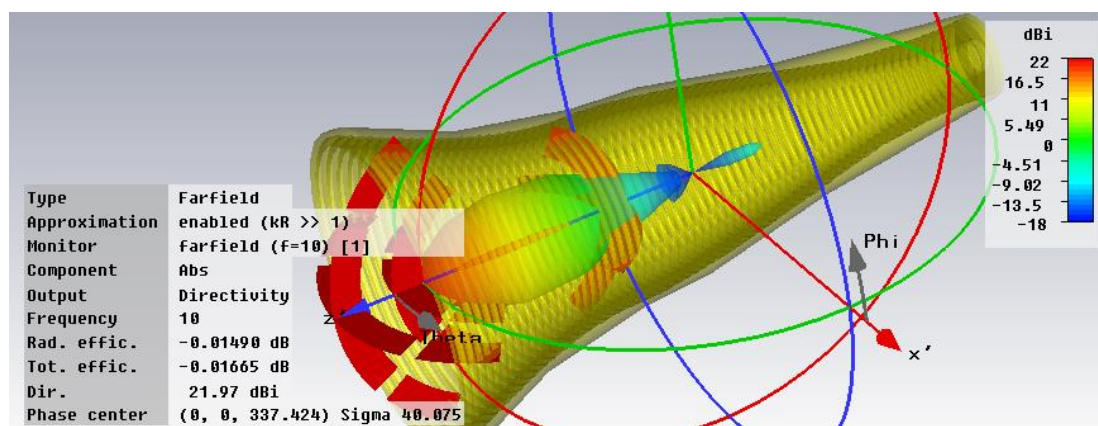 dBi
22
16.5
11
5.49
0
-4.51
-9.02
-13.5
-18
Type Farfield
Approximation enabled (kR >> 1)
Monitor farfield (f=10) [1]
Component Abs
Output Directivity
Frequency 10
Rad. effic. -0.01490 dB
Tot. effic. -0.01665 dB
Dir. 21.97 dBi
Phase center (0, 0, 337.424) Sigma 40.075
Phi
z'
Theta
x'